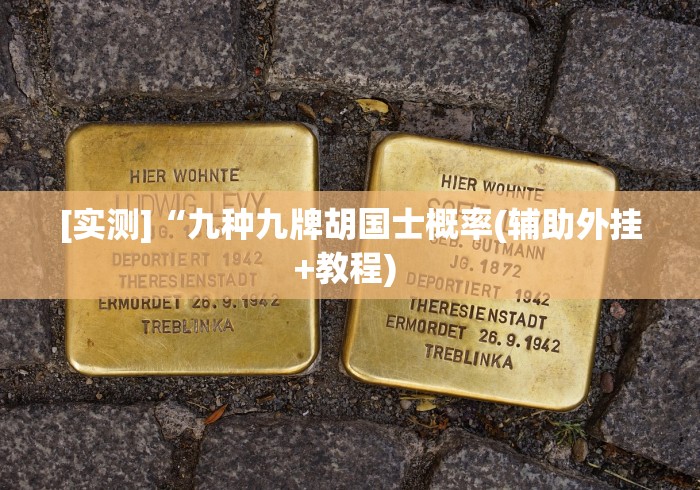 [实测]“九种九牌胡国士概率(辅助外挂
+教程)
HIER WOHNTE
LUDWIG LEVY
JG.
DEPORTIERT 1942
THERESIENSTADT
ERMORDET 26.9.1942
TREBLINKA
HIER WOHNTE
GEB. GUTMANN
JG. 1872
DEPORTIERT 1942
THERESIENSTADT
ERMORDET 26.9.1942
TREBLINKA